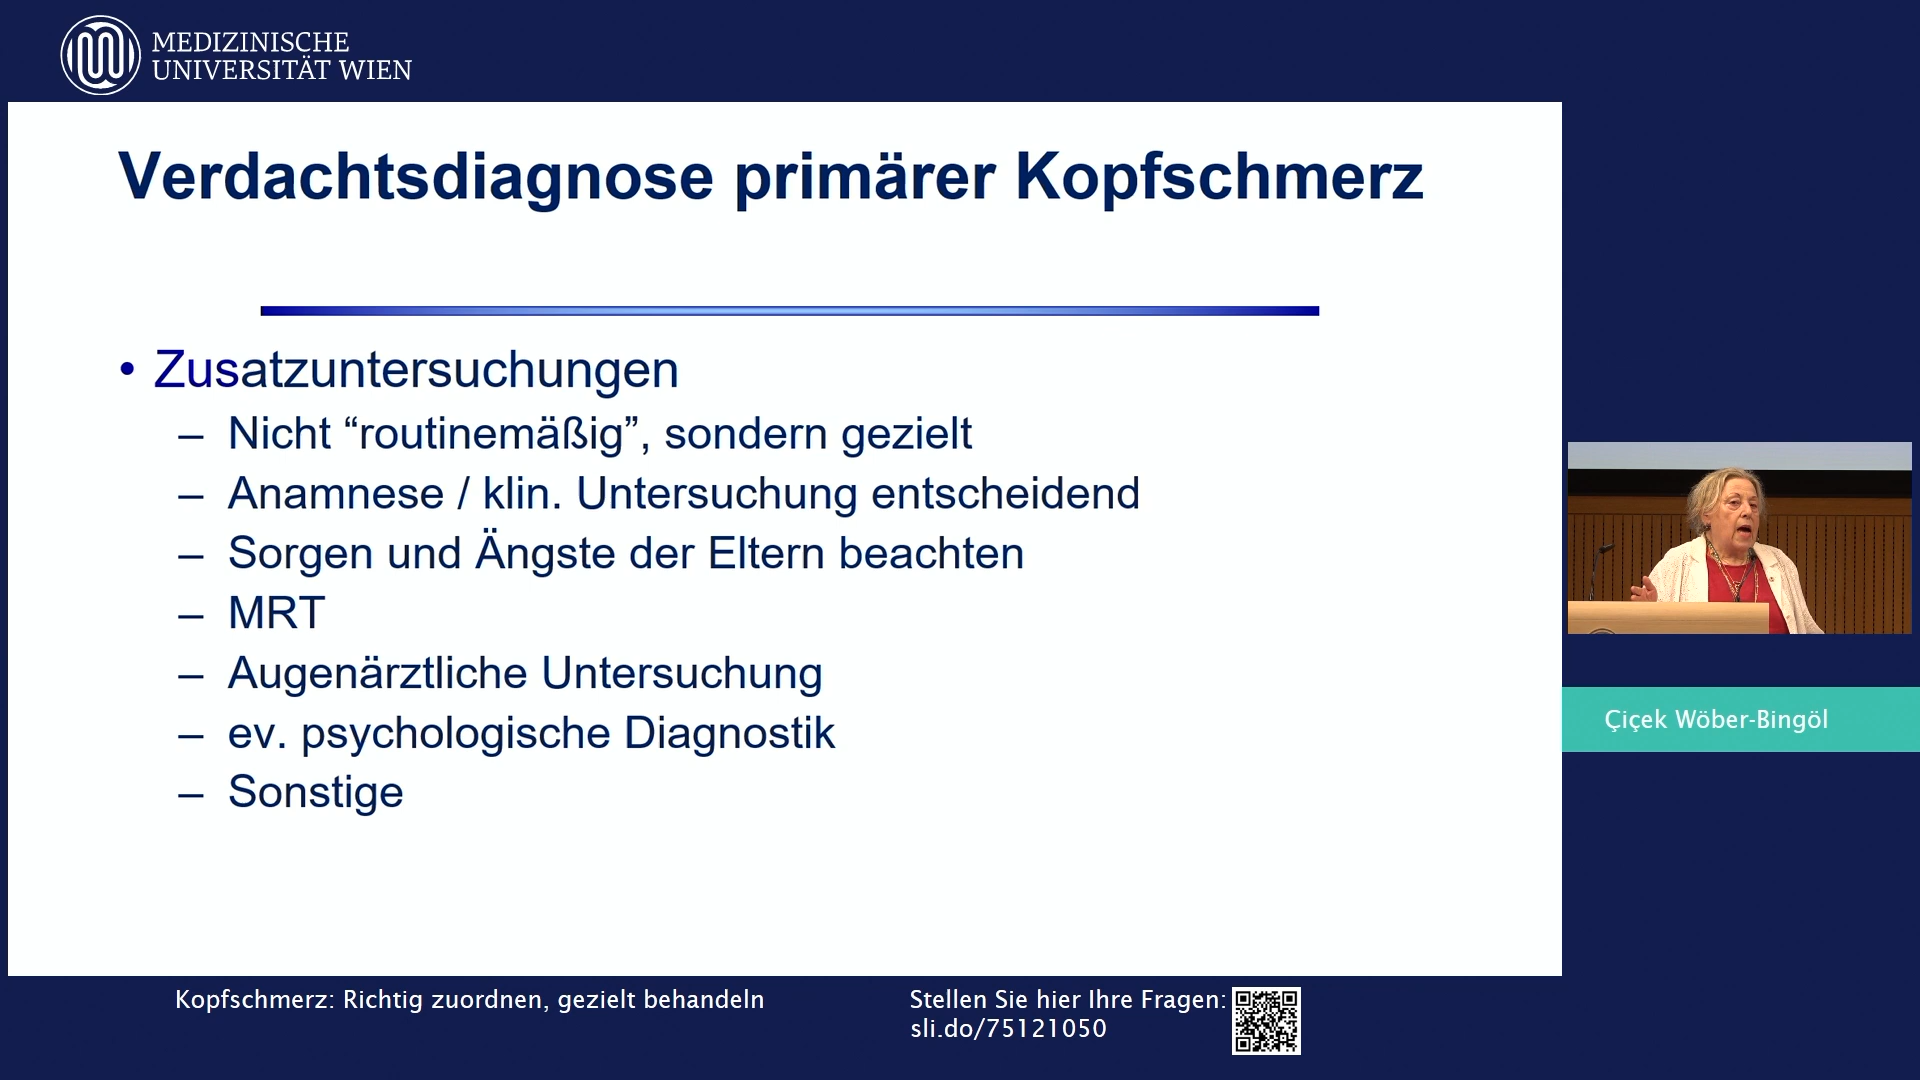 MEDIZINISCHE
UNIVERSITÄT WIEN
Verdachtsdiagnose primärer Kopfschmerz
• Zusatzuntersuchungen
– Nicht “routinemäßig”, sondern gezielt
– Anamnese / klin. Untersuchung entscheidend
– Sorgen und Ängste der Eltern beachten
– MRT
– Augenärztliche Untersuchung
– ev. psychologische Diagnostik
– Sonstige
Çiçek Wöber-Bingöl
Kopfschmerz: Richtig zuordnen, gezielt behandeln
Stellen Sie hier Ihre Fragen:
sli.do/75121050